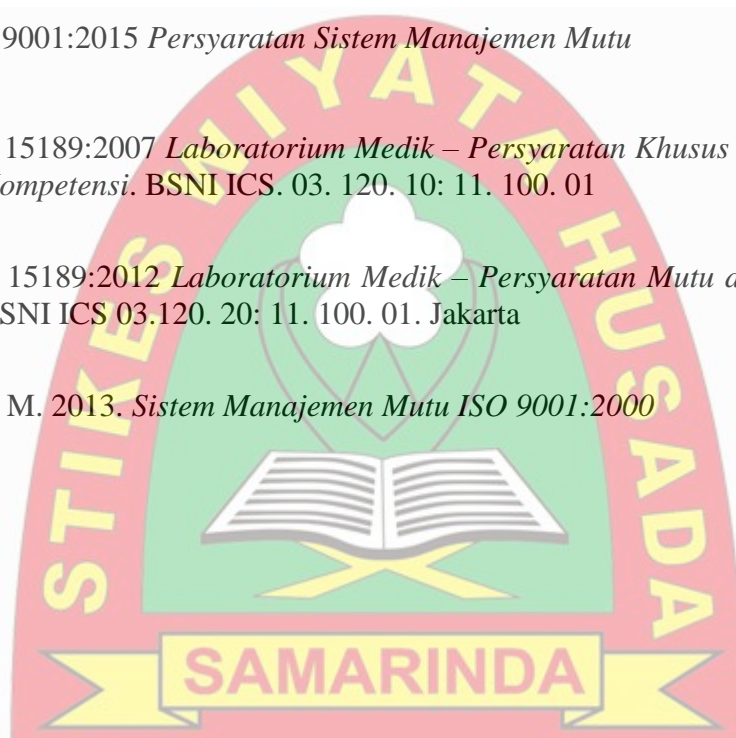 9001:2015 Persyaratan Sistem Manajemen Mutu
15189:2007 Laboratorium Medik – Persyaratan Khusus
ompetensi. BSNI ICS. 03. 120. 10: 11. 100. 01
15189:2012 Laboratorium Medik – Persyaratan Mutu d
SNI ICS 03.120. 20: 11. 100. 01. Jakarta
M. 2013. Sistem Manajemen Mutu ISO 9001:2000
STIKES WIYATA HUSADA
SAMARINDA